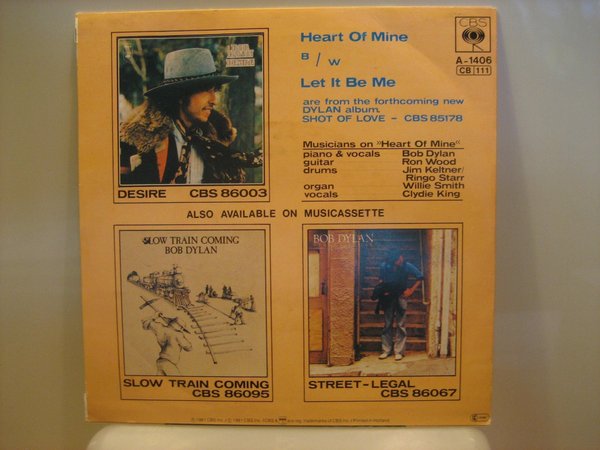 BOB DYLAN
DESIRE
DESIRE CBS 86003
Heart Of Mine
B/W
Let It Be Me
are from the forthcoming new
DYLAN album.
SHOT OF LOVE – CBS 85178
CBS
A-1406
CB 111
Musicians on "Heart Of Mine"
piano & vocals Bob Dylan
guitar Ron Wood
drums Jim Keltner/
Ringo Starr
organ Willie Smith
vocals Clydie King
ALSO AVAILABLE ON MUSICASSETTE
SLOW TRAIN COMING
BOB DYLAN
SLOW TRAIN COMING
CBS 86095
BOB DYLAN
STREET-LEGAL
CBS 86067